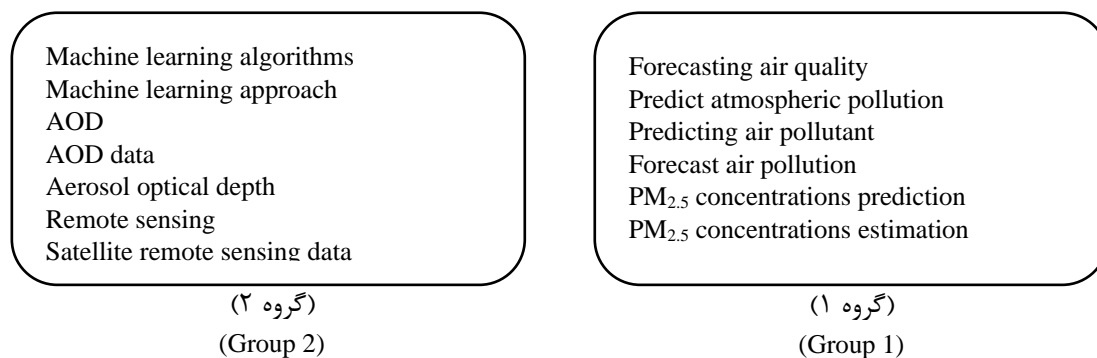 Machine learning algorithms
Machine learning approach
AOD
AOD data
Aerosol optical depth
Remote sensing
Satellite remote sensing data
(گروه ۲)
(Group 2)
Forecasting air quality
Predict atmospheric pollution
Predicting air pollutant
Forecast air pollution
PM2.5 concentrations prediction
PM2.5 concentrations estimation
(گروه ۱)
(Group 1)